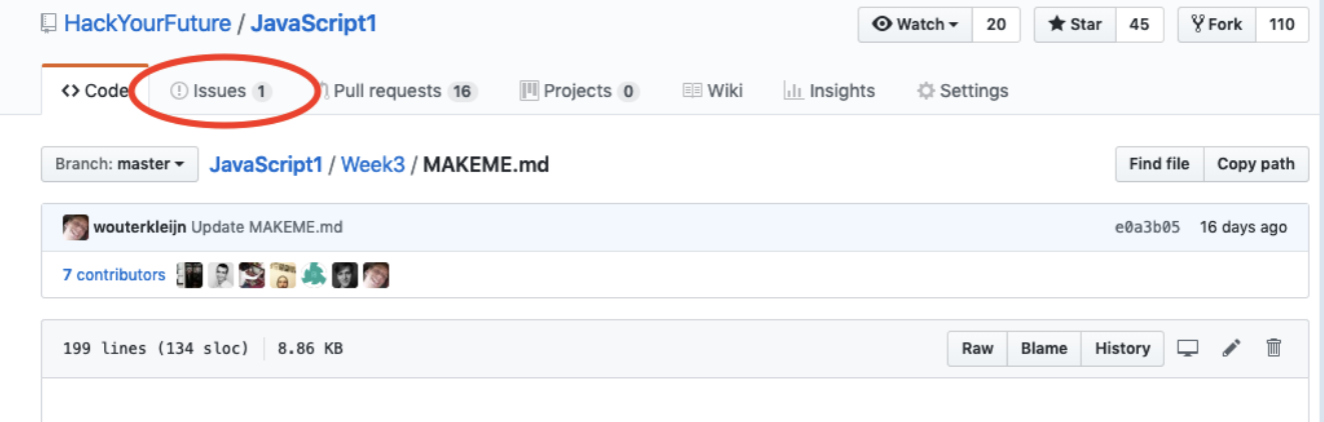 HackYourFuture / JavaScript1 Watch 20 Star 45 Fork 110
Code Issues 1 Pull requests 16 Projects 0 Wiki Insights Settings
Branch: master JavaScript1 / Week3 / MAKEME.md Find file Copy path
wouterkleijn Update MAKEME.md e0a3b05 16 days ago
7 contributors
199 lines (134 sloc) 8.86 KB Raw Blame History